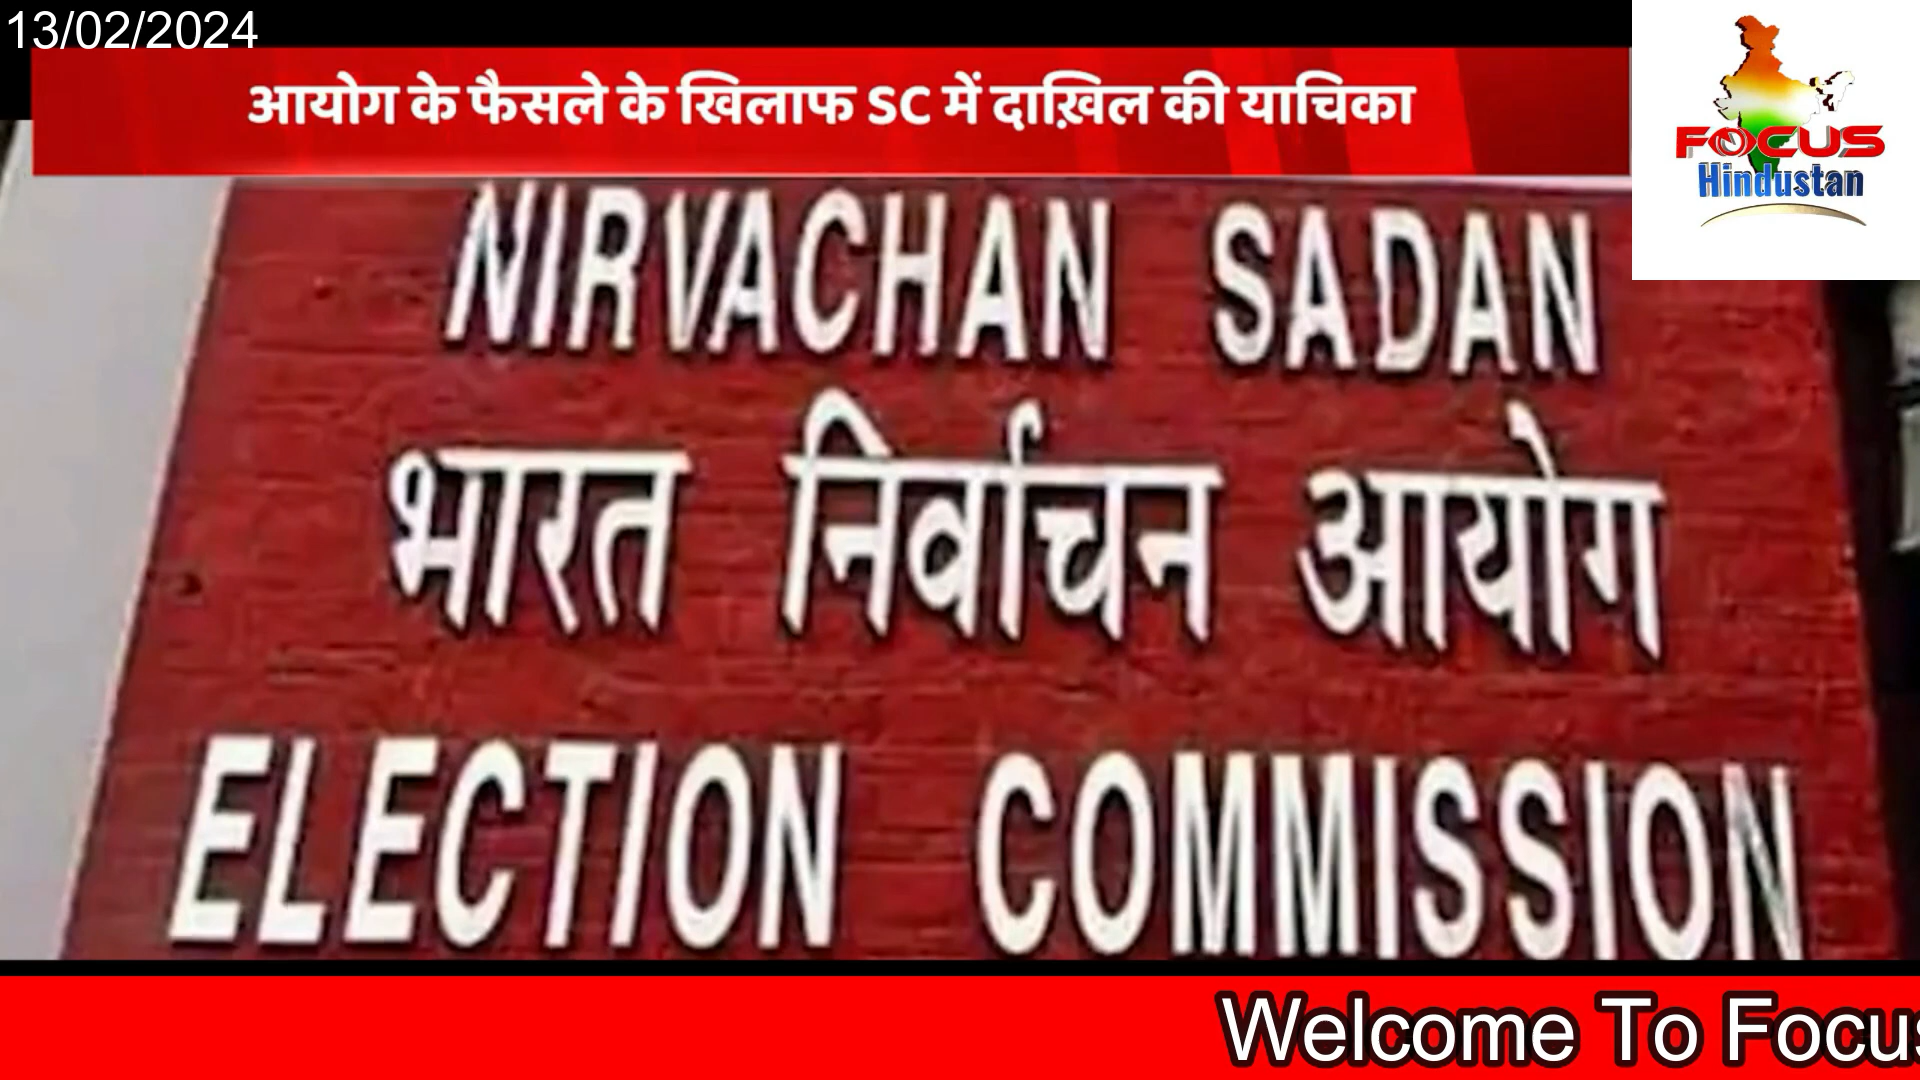 13/02/2024
आयोग के फैसले के खिलाफ SC में दाख़िल की याचिका
FOCUS
Hindustan
NIRVACHAN SADAN
भारत निर्वाचन आयोग
ELECTION COMMISSION
Welcome To Focus